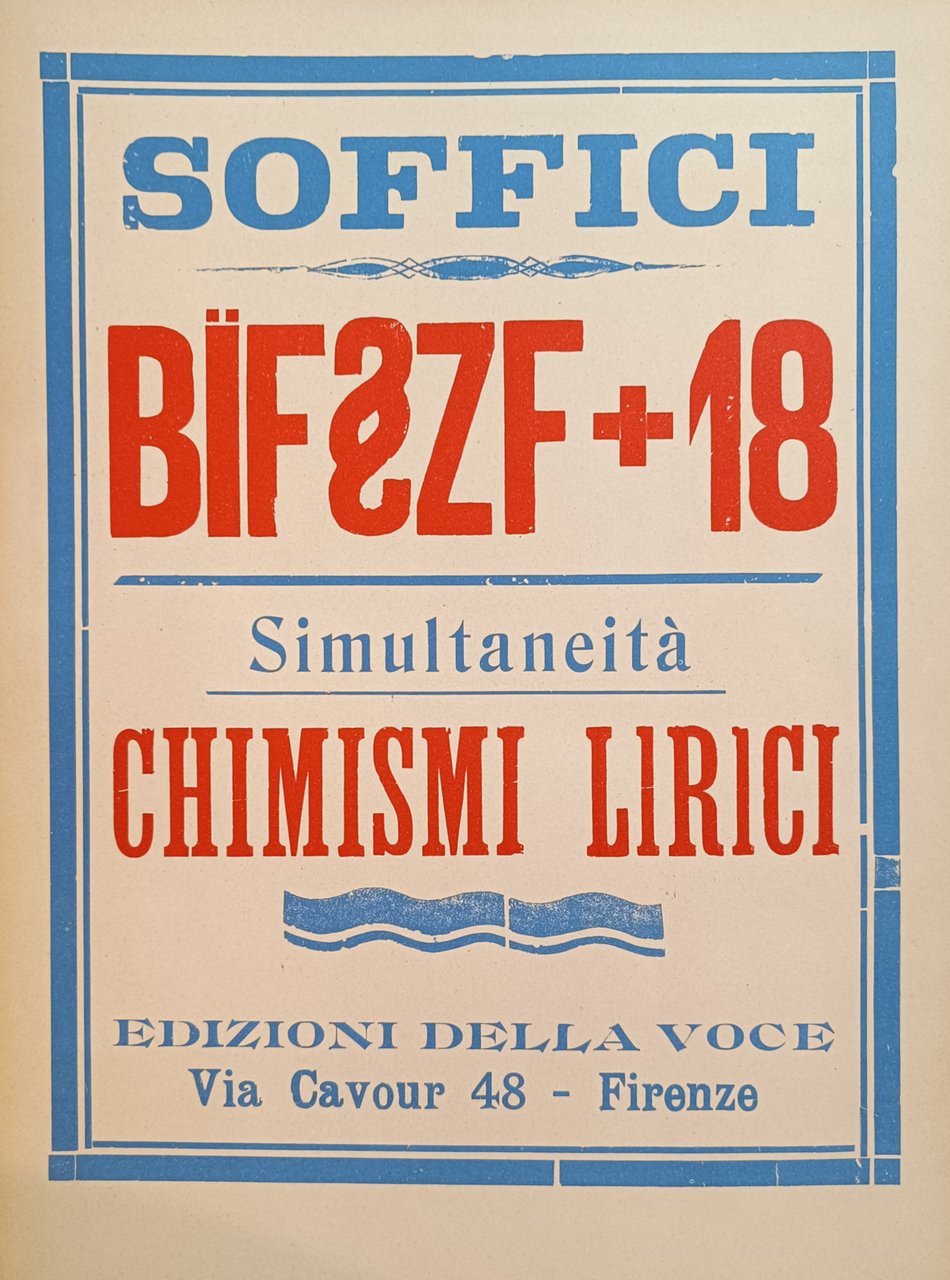 SOFFICI
BÏF§ZF+18
Simultaneità
CHIMISMI LIRICI
EDIZIONI DELLA VOCE
Via Cavour 48 - Firenze